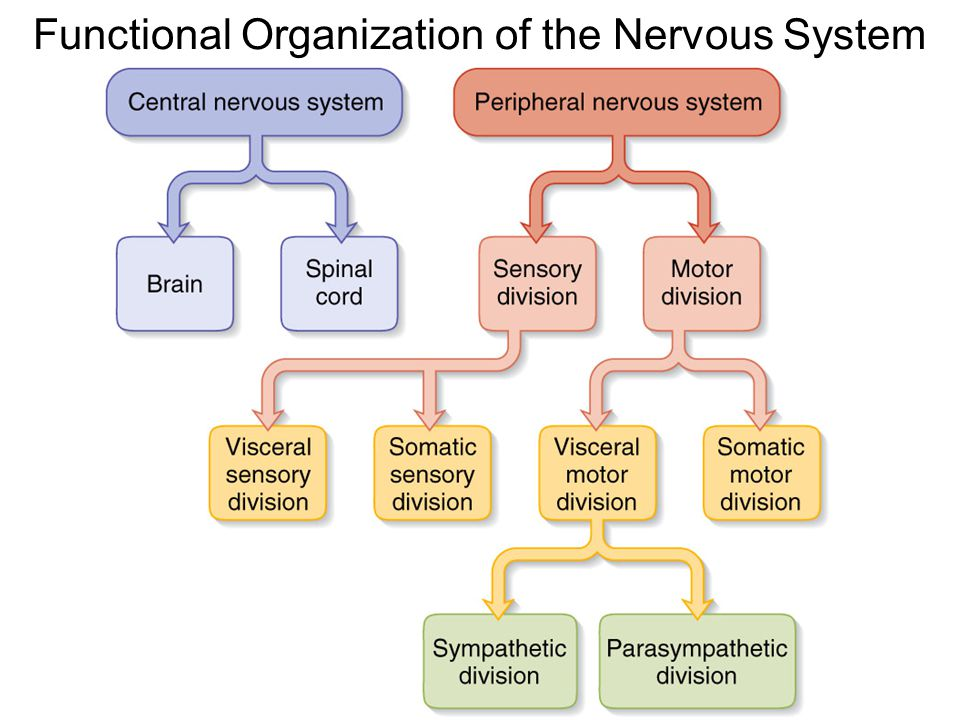 Functional Organization of the Nervous System
Central nervous system
Peripheral nervous system
Brain
Spinal
cord
Sensory
division
Motor
division
Visceral
sensory
division
Somatic
sensory
division
Visceral
motor
division
Somatic
motor
division
Sympathetic
division
Parasympathetic
division